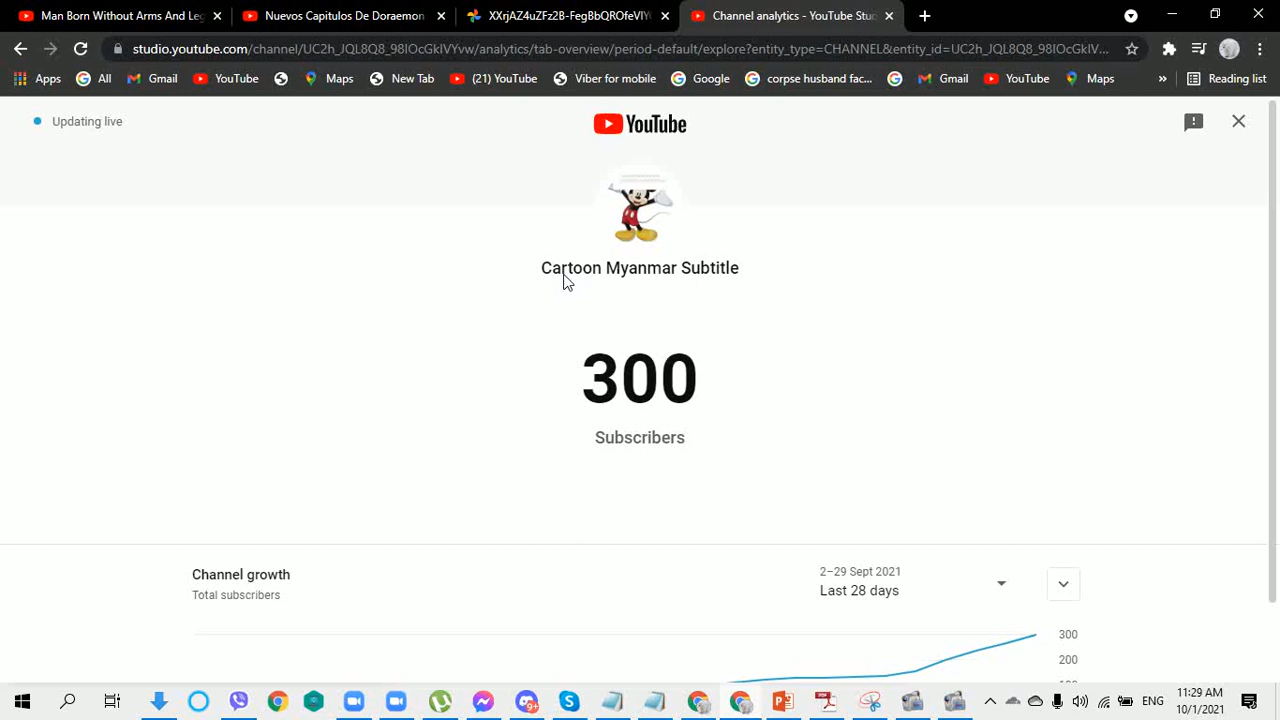 Man Born Without Arms And Leg
Nuevos Capitulos De Doraemon
XXrjAZ4uZFz2B-FegBbQROfeVIY
Channel analytics - YouTube Stu
studio.youtube.com/channel/UC2h_JQL8Q8_98IOcGkIVYvw/analytics/tab-overview/period-default/explore?entity_type=CHANNEL&entity_id=UC2h_JQL8Q8_98IOcGkIV...
Apps
All
Gmail
YouTube
Maps
New Tab
(21) YouTube
Viber for mobile
Google
corpse husband fac...
Gmail
YouTube
Maps
»
Reading list
Updating live
YouTube
Cartoon Myanmar Subtitle
300
Subscribers
Channel growth
Total subscribers
2–29 Sept 2021
Last 28 days
300
200
ENG
11:29 AM
10/1/2021